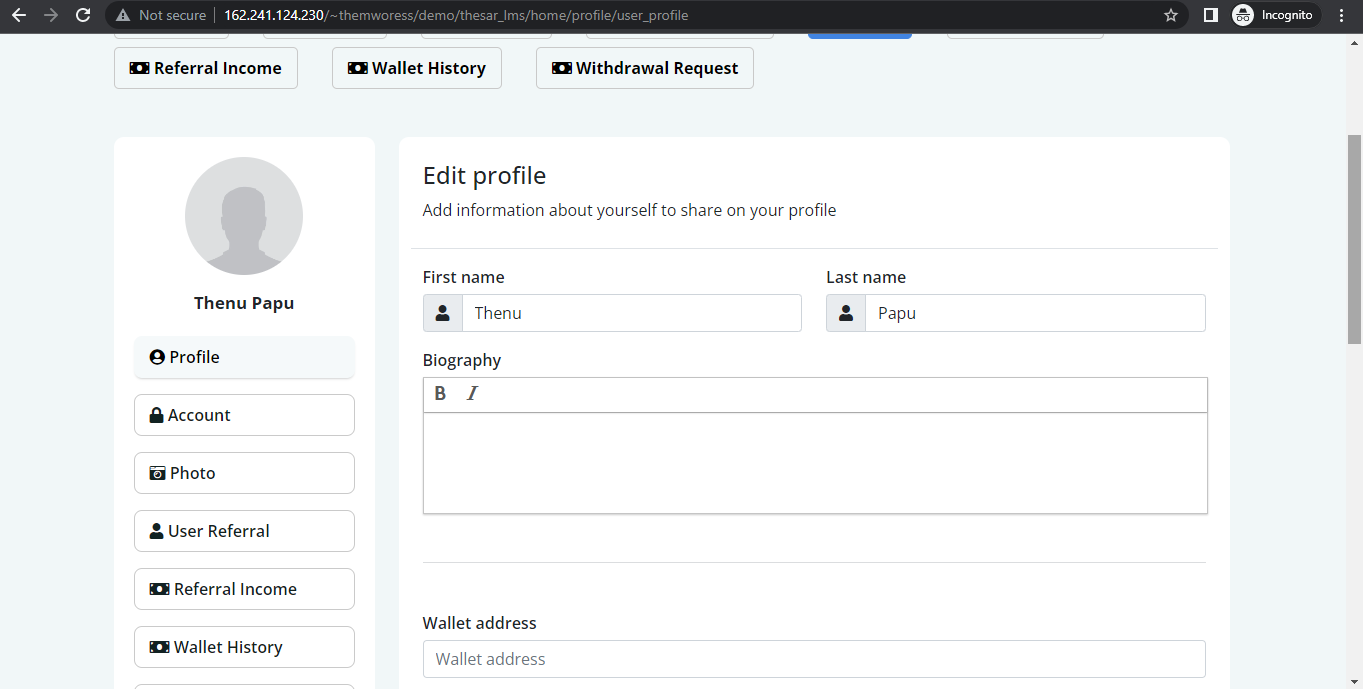 Not secure 162.241.124.230/~themworess/demo/thesar_lms/home/profile/user_profile Incognito
Referral Income Wallet History Withdrawal Request
Edit profile
Add information about yourself to share on your profile
First name Last name
Thenu Papu
Thenu Papu
Profile
Biography
B I
Account
Photo
User Referral
Referral Income
Wallet address
Wallet History
Wallet address